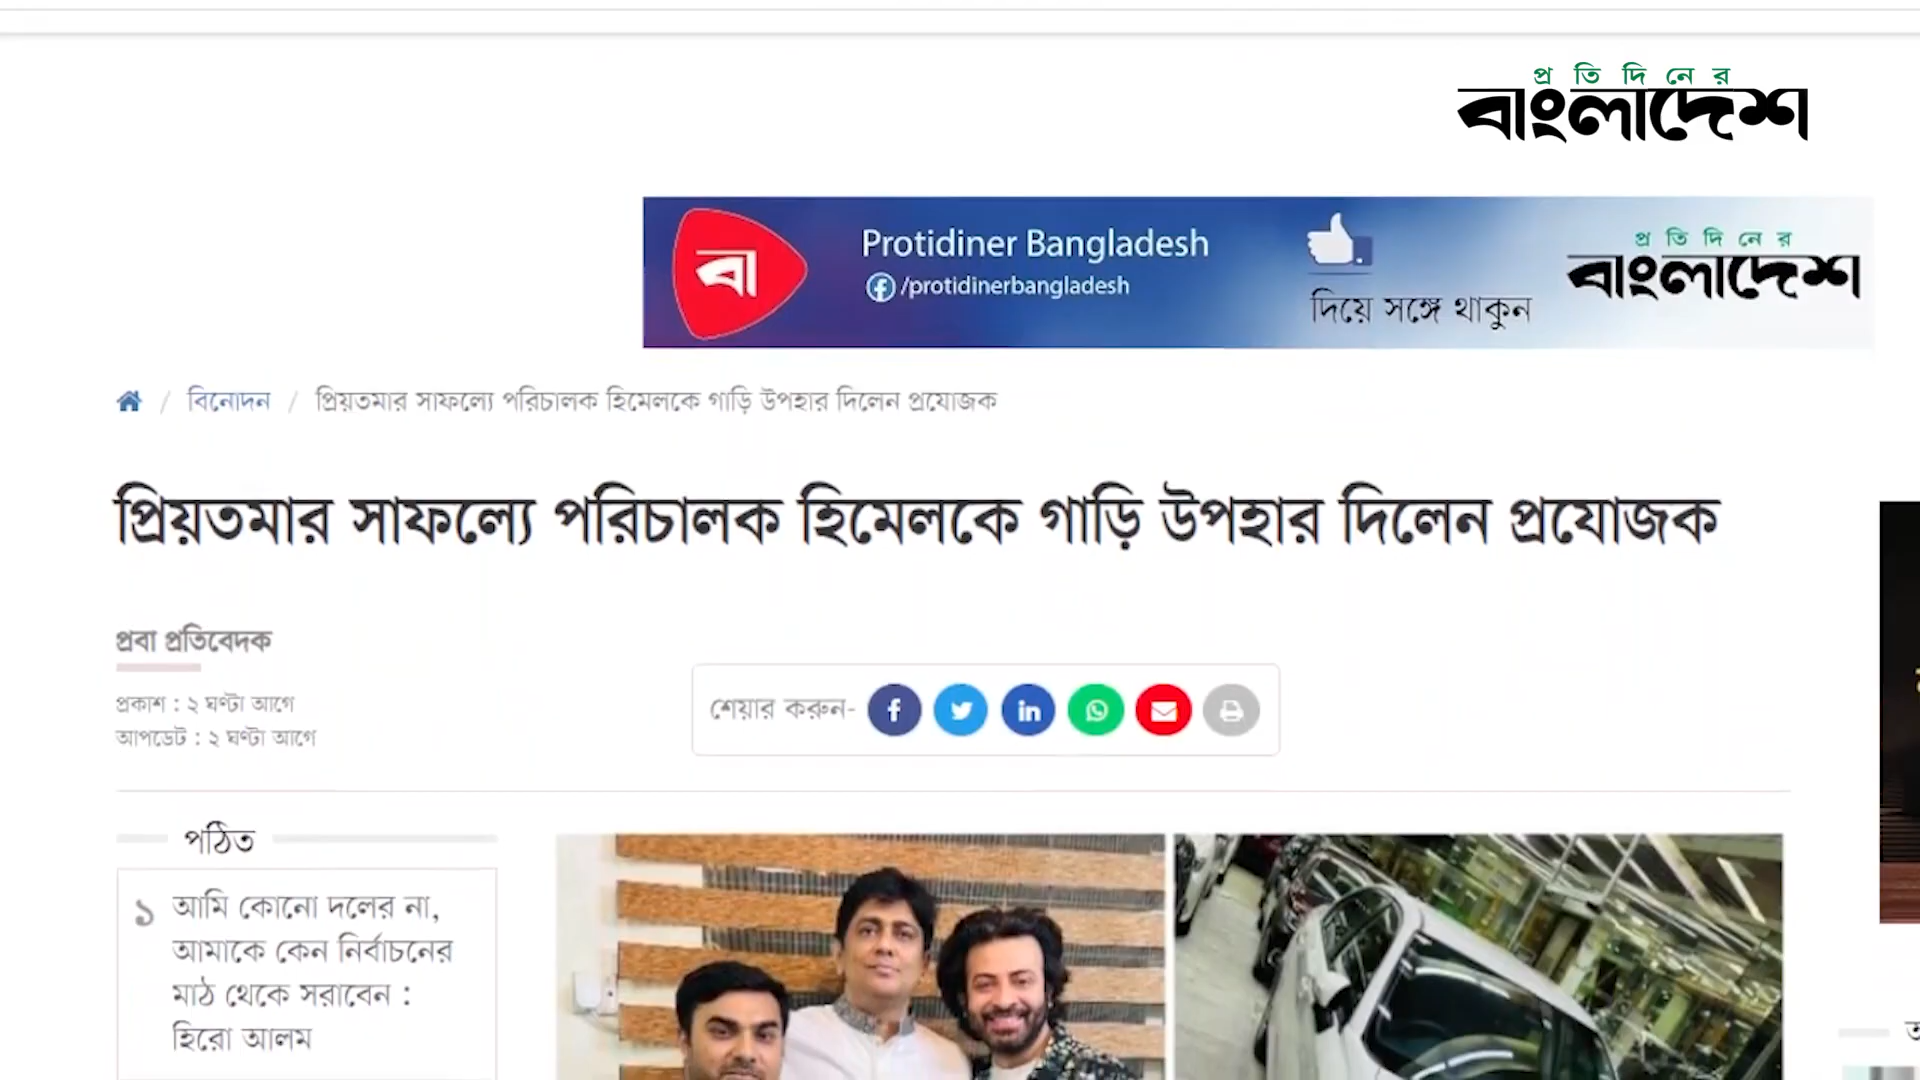 প্রতিদিনের
বাংলাদেশ
বা
Protidiner Bangladesh
/protidinerbangladesh
দিয়ে সঙ্গে থাকুন
প্রতিদিনের
বাংলাদেশ
/ বিনোদন / প্রিয়তমার সাফল্যে পরিচালক হিমেলকে গাড়ি উপহার দিলেন প্রযোজক
প্রিয়তমার সাফল্যে পরিচালক হিমেলকে গাড়ি উপহার দিলেন প্রযোজক
প্রবা প্রতিবেদক
প্রকাশ : ২ ঘণ্টা আগে
আপডেট : ২ ঘণ্টা আগে
শেয়ার করুন-
পঠিত
১ আমি কোনো দলের না,
আমাকে কেন নির্বাচনের
মাঠ থেকে সরাবেন :
হিরো আলম